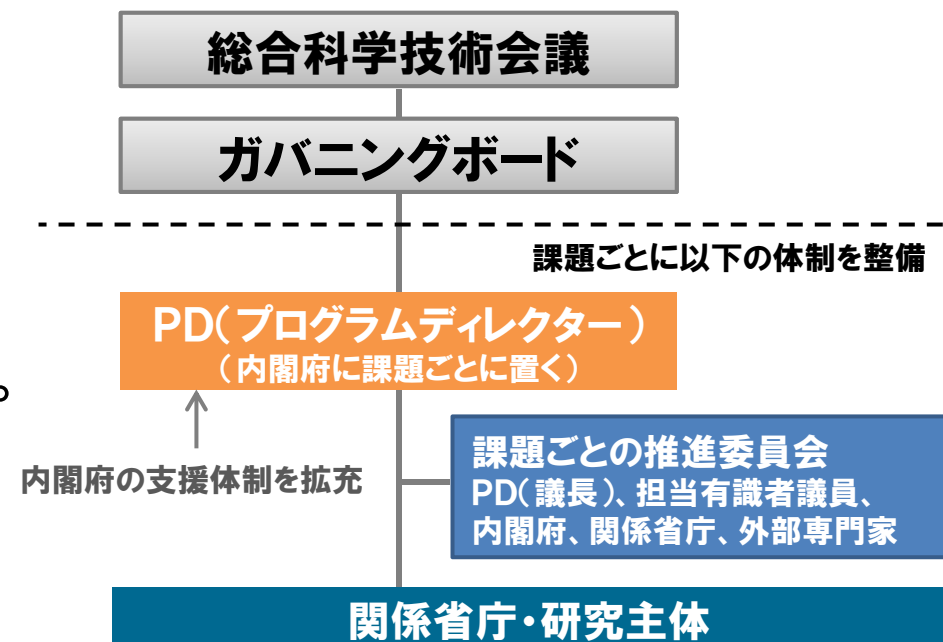 総合科学技術会議
ガバニングボード
課題ごとに以下の体制を整備
PD(プログラムディレクター)
(内閣府に課題ごとに置く)
。
内閣府の支援体制を拡充
課題ごとの推進委員会
PD(議長)、担当有識者議員、
内閣府、関係省庁、外部専門家
関係省庁・研究主体